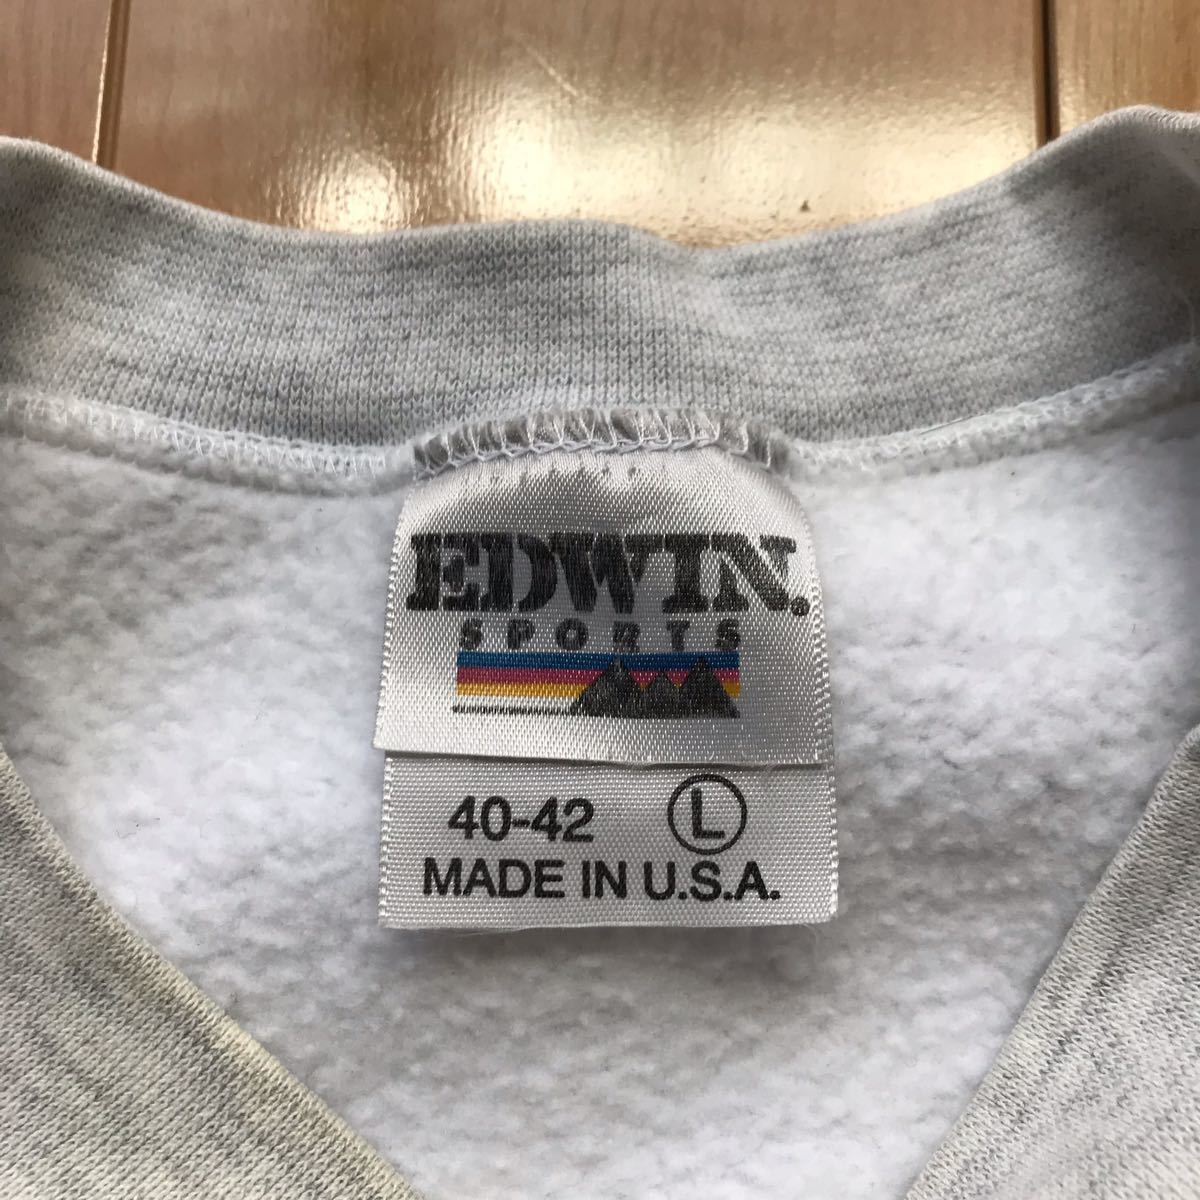 EDWIN.
SPORTS
40-42 L
MADE IN U.S.A.